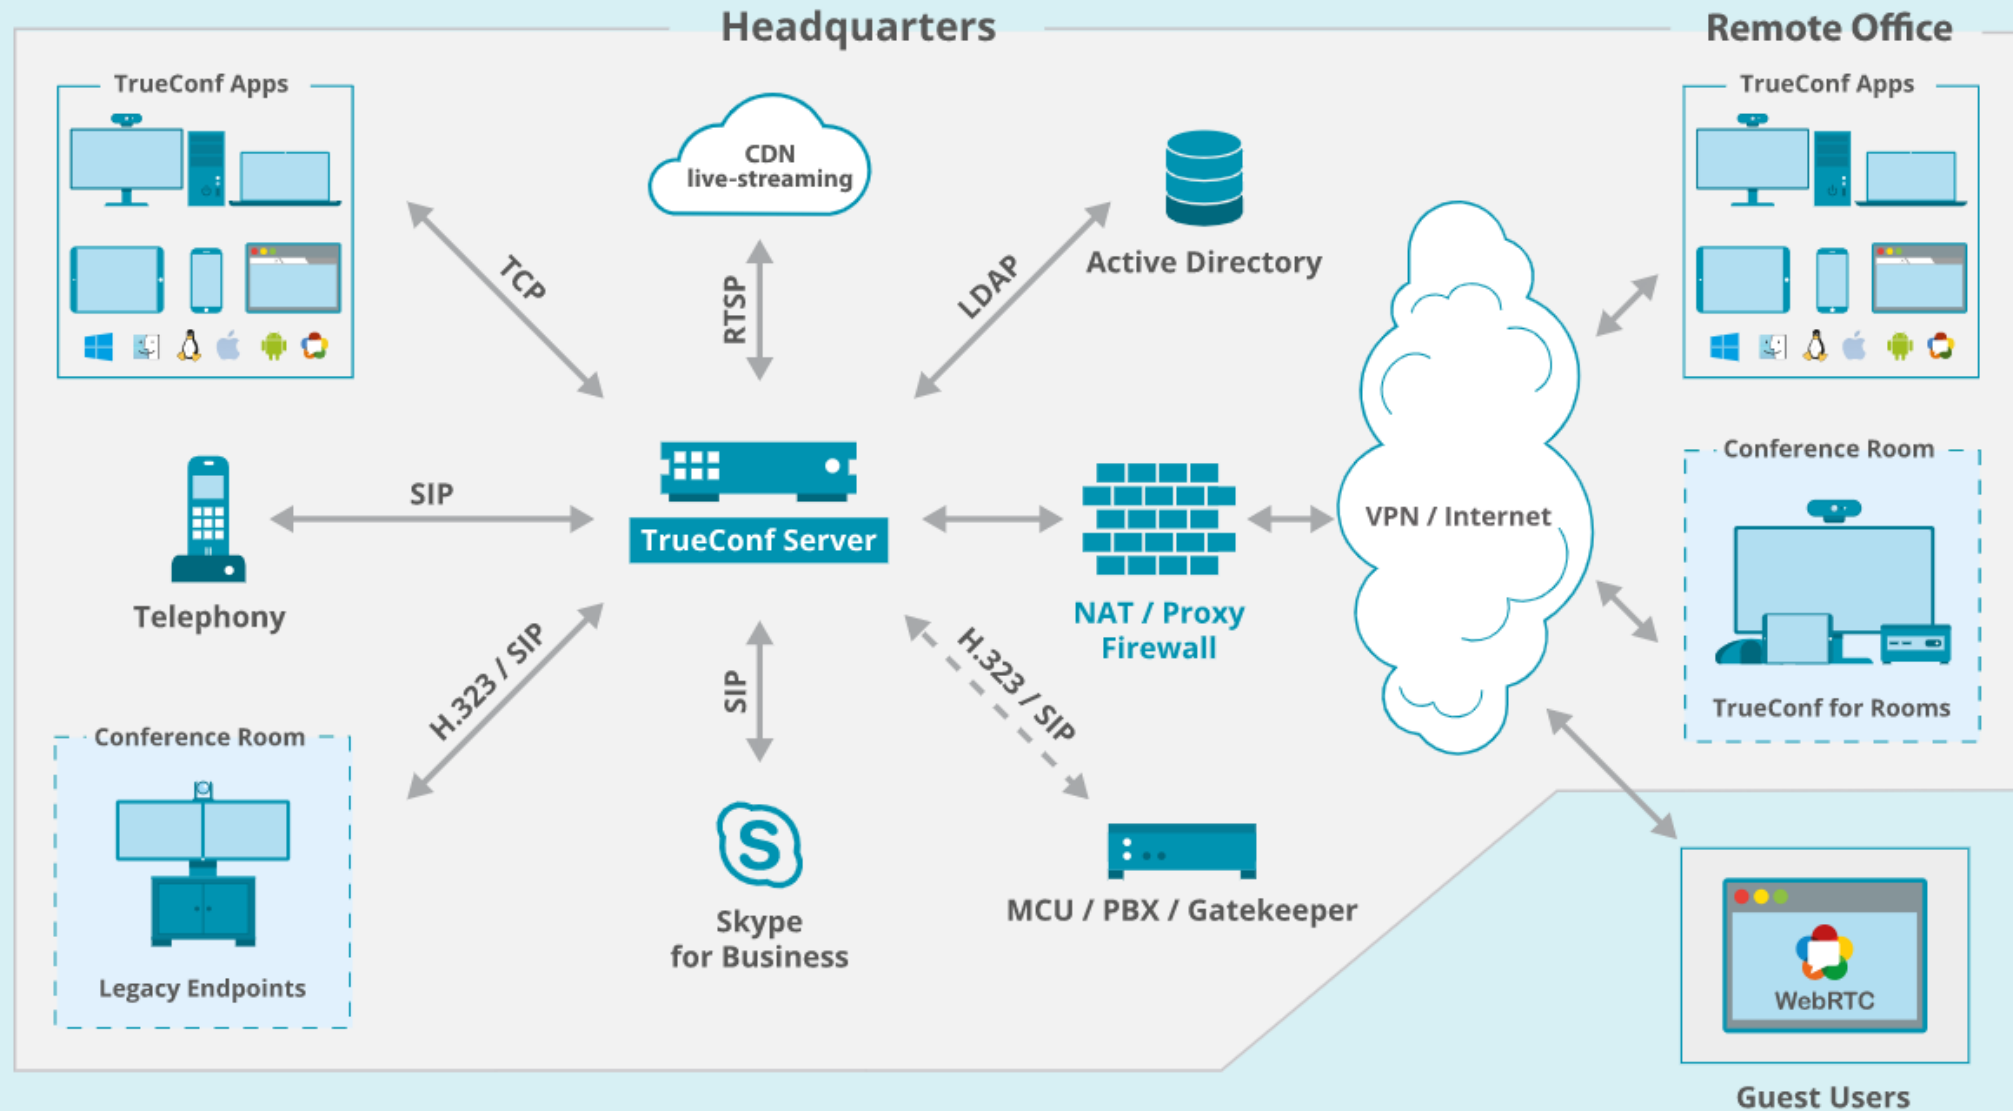 Headquarters
Remote Office
TrueConf Apps
TrueConf Apps
CDN
live-streaming
Active Directory
TCP
RTSP
LDAP
Conference Room
SIP
TrueConf Server
VPN / Internet
Telephony
NAT / Proxy
Firewall
H.323 / SIP
SIP
H.323 / SIP
TrueConf for Rooms
Conference Room
Legacy Endpoints
S
Skype
for Business
MCU / PBX / Gatekeeper
WebRTC
Guest Users